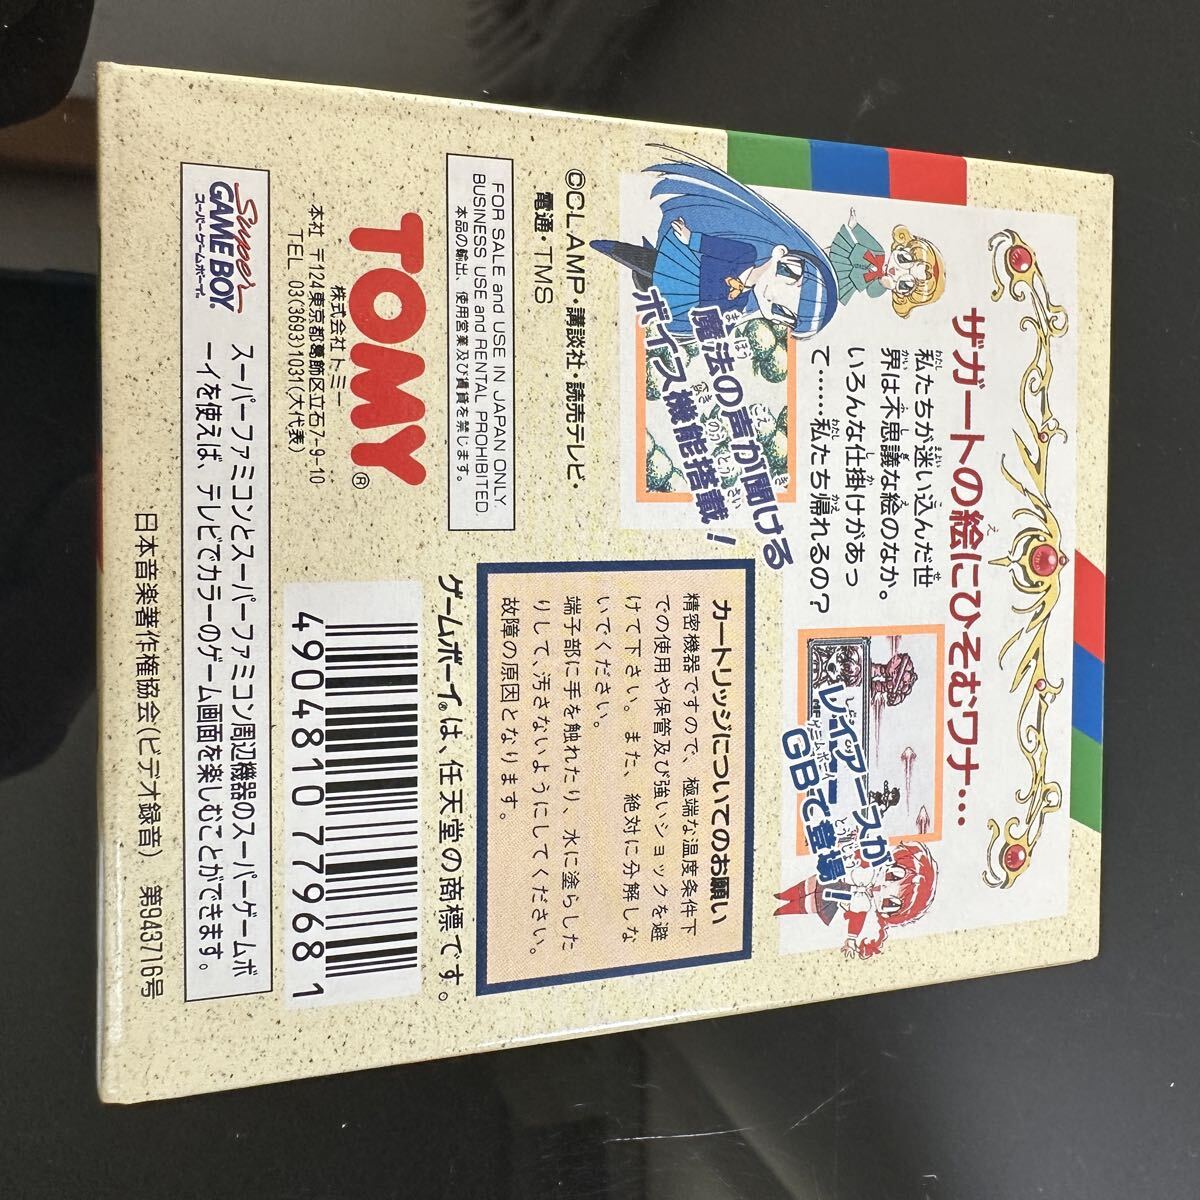 ザガートの絵にひそむワナ…
私たちが迷い込んだ世
界は不思議な絵のなか。
いろんな仕掛けがあっ
て……私たち帰れるの？
魔法の声が聞ける
ボイス機能搭載！
レイアースが
GBで登場！
©CLAMP・講談社・読売テレビ・
電通・TMS
カートリッジについてのお願い
精密機器ですので、極端な温度条件下
での使用や保管及び強いショックを避
けて下さい。また、絶対に分解しな
いでください。
端子部に手を触れたり、水に塗らした
りして、汚さないようにしてください。
故障の原因となります。
FOR SALE and USE IN JAPAN ONLY.
BUSINESS USE and RENTAL PROHIBITED.
本品の輸出、使用営業及び賃貸を禁じます。
ゲームボーイ®は、任天堂の商標です。
TOMY®
株式会社トミー
本社 〒124東京都葛飾区立石7-9-10
TEL 03(3693)1031(大代表)
4904810779681
Super
GAME BOY
スーパーゲームボーイ
スーパーファミコンとスーパーファミコン周辺機器のスーパーゲームボ
ーイを使えば、テレビでカラーのゲーム画面を楽しむことができます。
日本音楽著作権協会(ビデオ録音) 第943716号